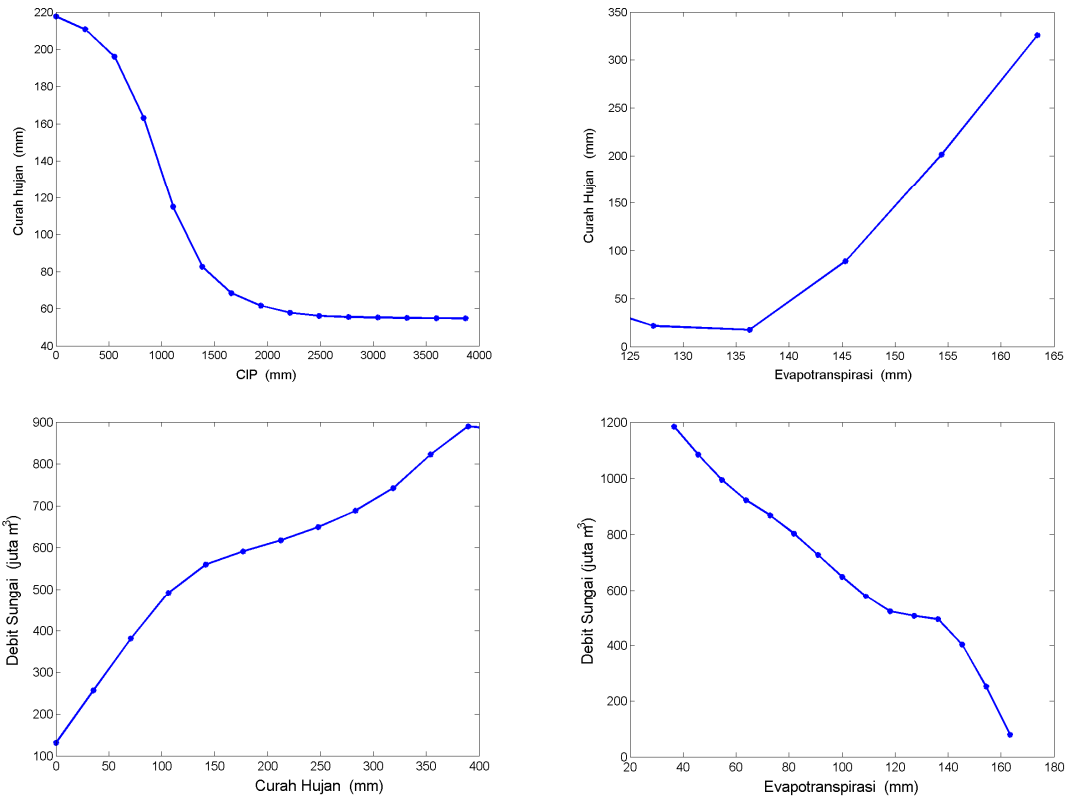 220
200
180
160
140
120
100
80
60
40
Curah hujan (mm)
0 500 1000 1500 2000 2500 3000 3500 4000
CIP (mm)
350
300
250
200
150
100
50
0
Curah Hujan (mm)
125 130 135 140 145 150 155 160 165
Evapotranspirasi (mm)
900
800
700
600
500
400
300
200
100
Debit Sungai (juta m³)
0 50 100 150 200 250 300 350 400
Curah Hujan (mm)
1200
1000
800
600
400
200
0
Debit Sungai (juta m³)
20 40 60 80 100 120 140 160 180
Evapotranspirasi (mm)